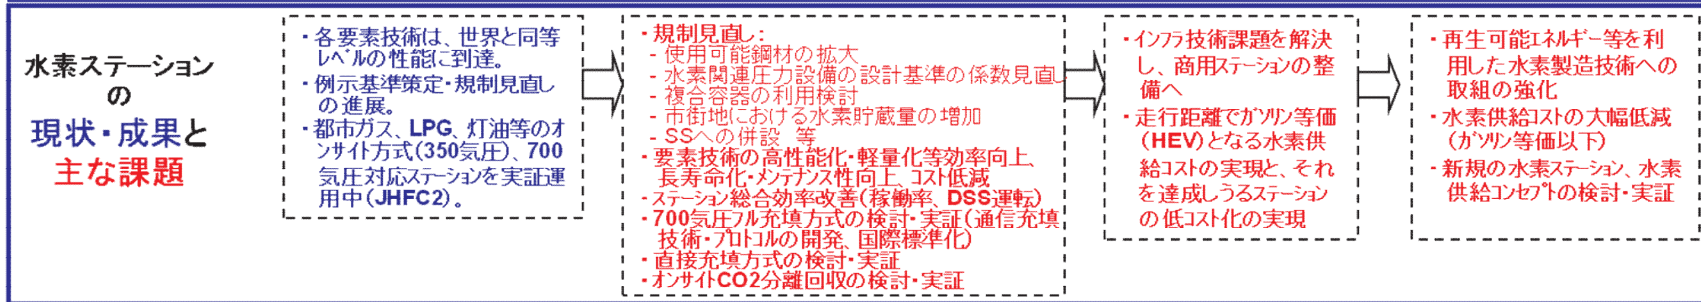 水素ステーション
の
現状・成果と
主な課題
・各要素技術は、世界と同等
レベルの性能に到達。
・例示基準策定・規制見直し
の進展。
・都市ガス、LPG、灯油等のオ
ンサイト方式(350気圧)、700
気圧対応ステーションを実証運
用中(JHFC2)。
・規制見直し:
- 使用可能鋼材の拡大
- 水素関連圧力設備の設計基準の係数見直し
- 複合容器の利用検討
- 市街地における水素貯蔵量の増加
- SSへの併設 等
・要素技術の高性能化・軽量化等効率向上、
長寿命化・メンテナンス性向上、コスト低減
・ステーション総合効率改善(稼働率、DSS運転)
・700気圧フル充填方式の検討・実証(通信充填
技術・プロトコルの開発、国際標準化)
・直接充填方式の検討・実証
・オンサイトCO2分離回収の検討・実証
・インフラ技術課題を解決
し、商用ステーションの整
備へ
・走行距離でガソリン等価
(HEV)となる水素供
給コストの実現と、それ
を達成しうるステーション
の低コスト化の実現
・再生可能エネルギー等を利
用した水素製造技術への
取組の強化
・水素供給コストの大幅低減
(ガソリン等価以下)
・新規の水素ステーション、水素
供給コンセプトの検討・実証